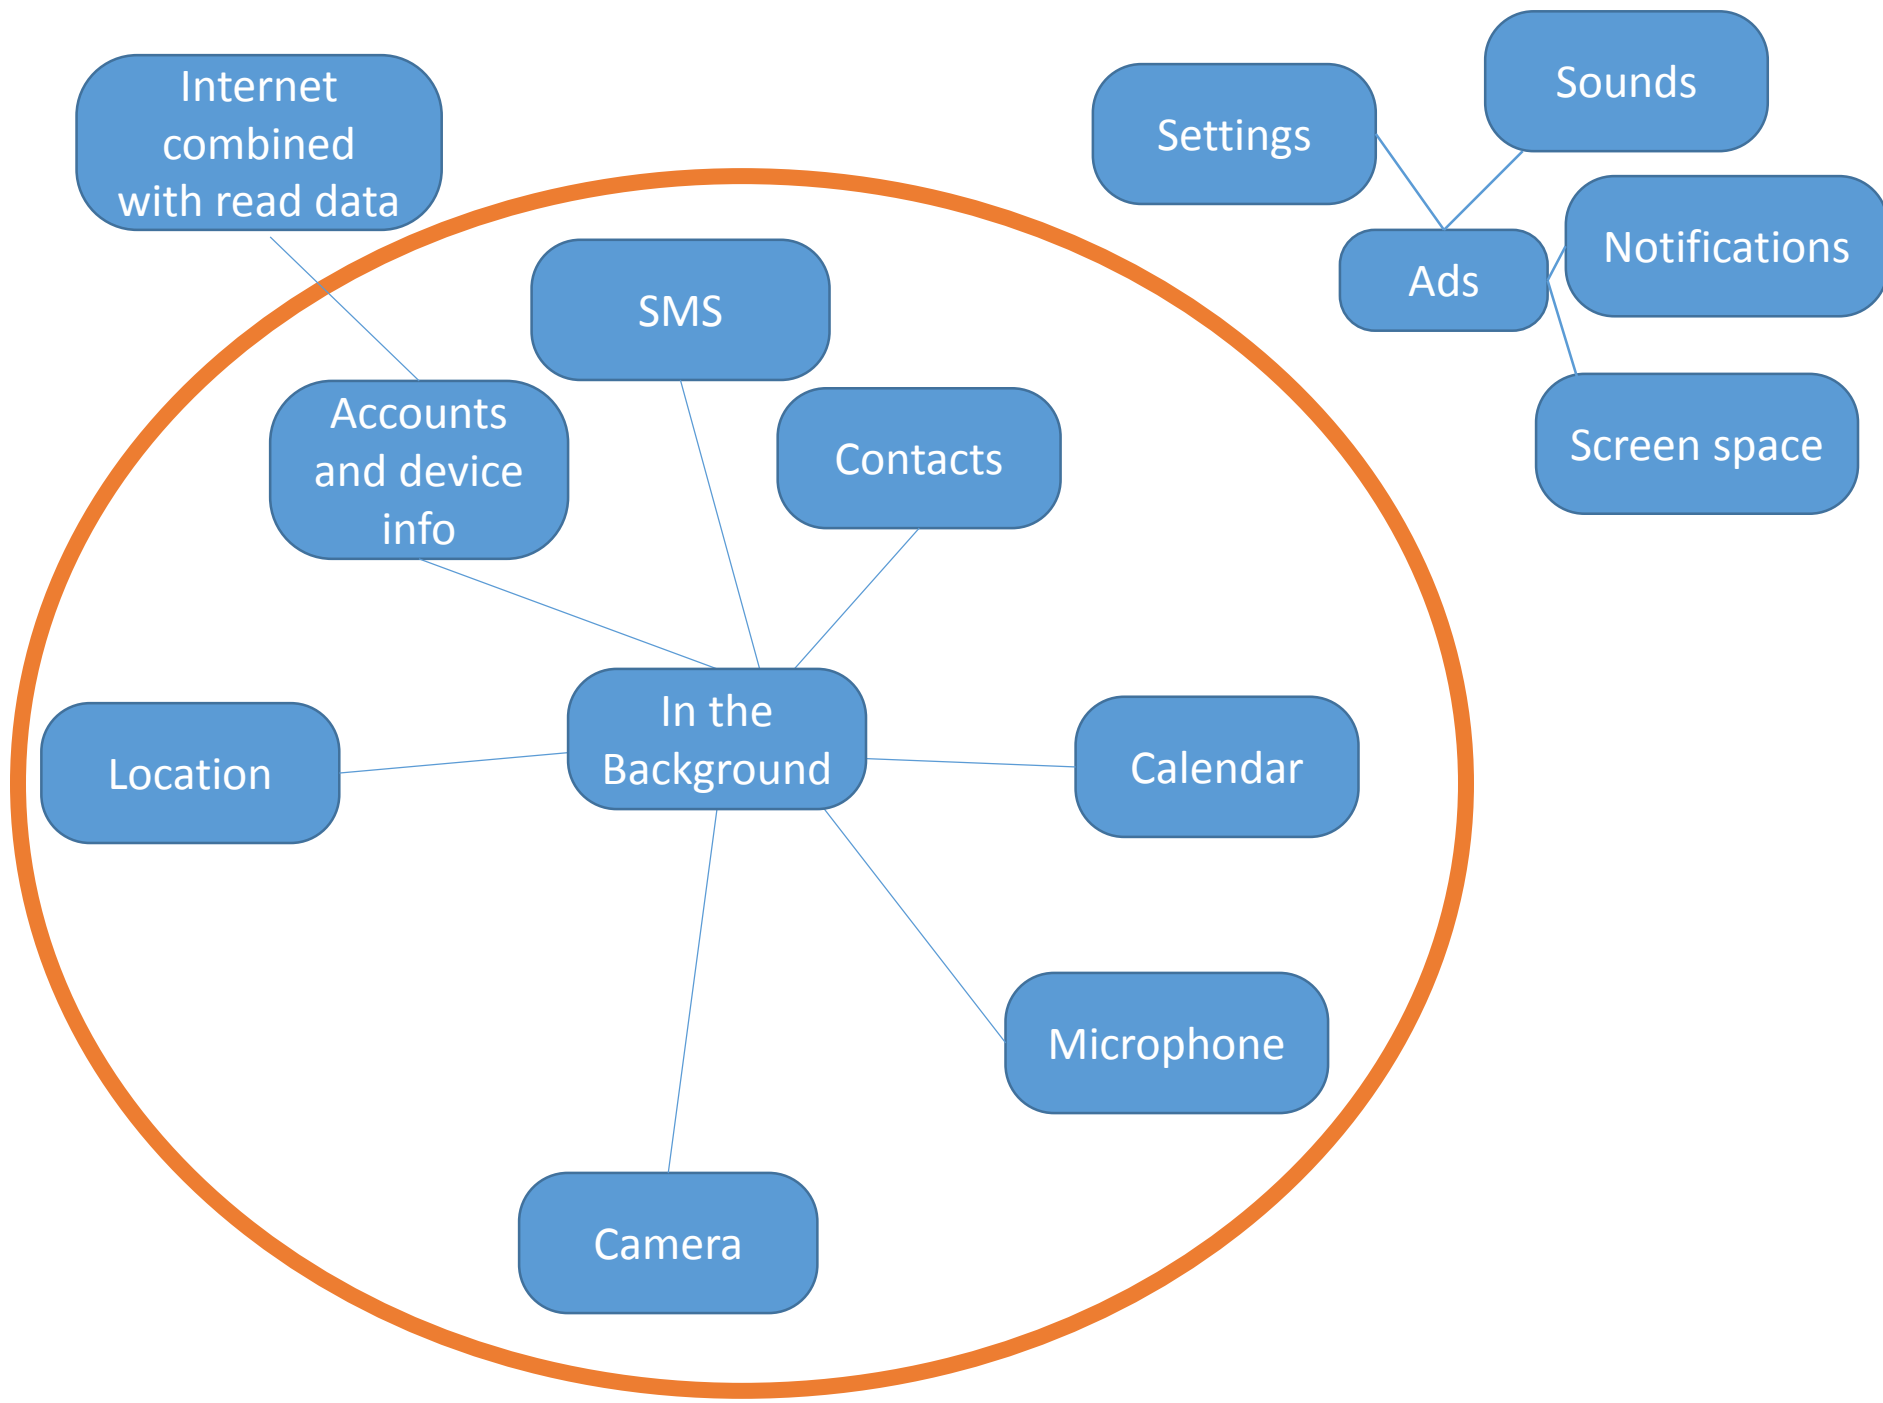 Internet
combined
with read data
Settings
Sounds
Notifications
Ads
Screen space
SMS
Accounts
and device
info
Contacts
In the
Background
Location
Calendar
Microphone
Camera